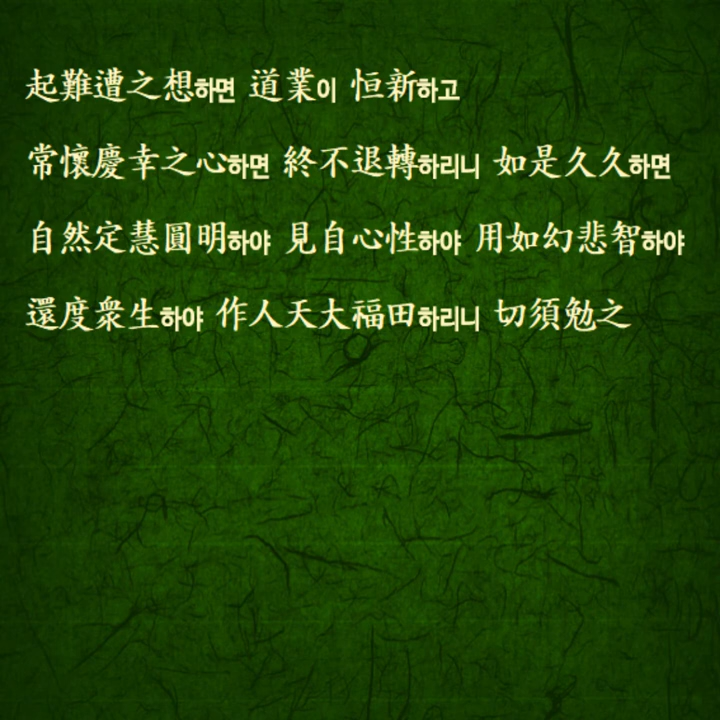 起難遭之想하면 道業이 恒新하고
常懷慶幸之心하면 終不退轉하리니 如是久久하면
自然定慧圓明하야 見自心性하야 用如幻悲智하야
還度衆生하야 作人天大福田하리니 切須勉之